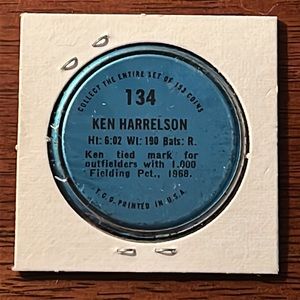 COLLECT THE ENTIRE SET OF 153 COINS
134
KEN HARRELSON
Ht: 6:02 Wt: 190 Bats: R.
Ken tied mark for
outfielders with 1.000
Fielding Pct., 1968.
T.C.G. PRINTED IN U.S.A.